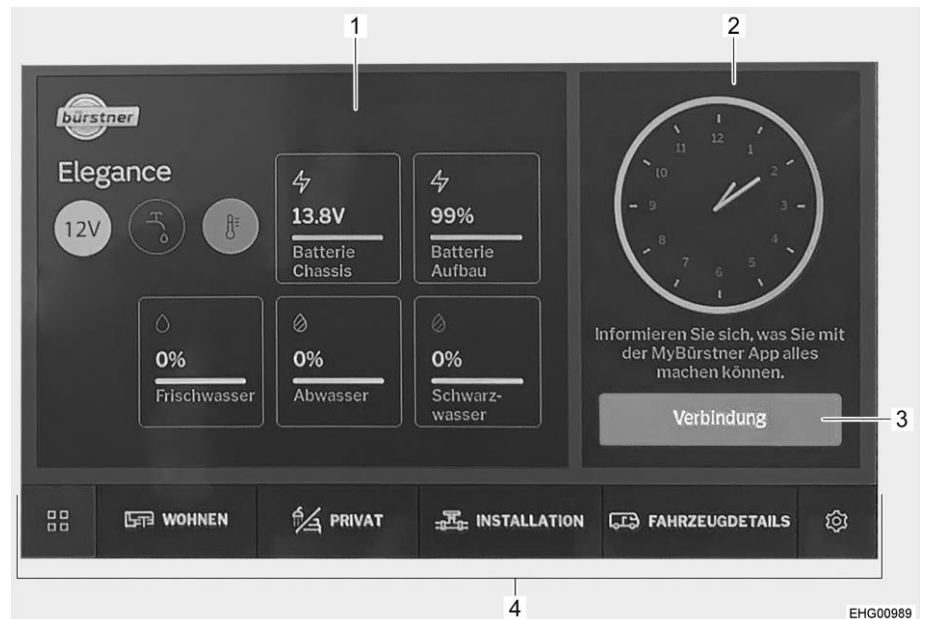 1
2
bürstner
Elegance
12V
13.8V
Batterie
Chassis
99%
Batterie
Aufbau
0%
Frischwasser
0%
Abwasser
0%
Schwarz-
wasser
12
1
2
3
4
5
6
7
8
9
10
11
Informieren Sie sich, was Sie mit
der MyBürstner App alles
machen können.
Verbindung
3
WOHNEN
PRIVAT
INSTALLATION
FAHRZEUGDETAILS
4
EHG00989